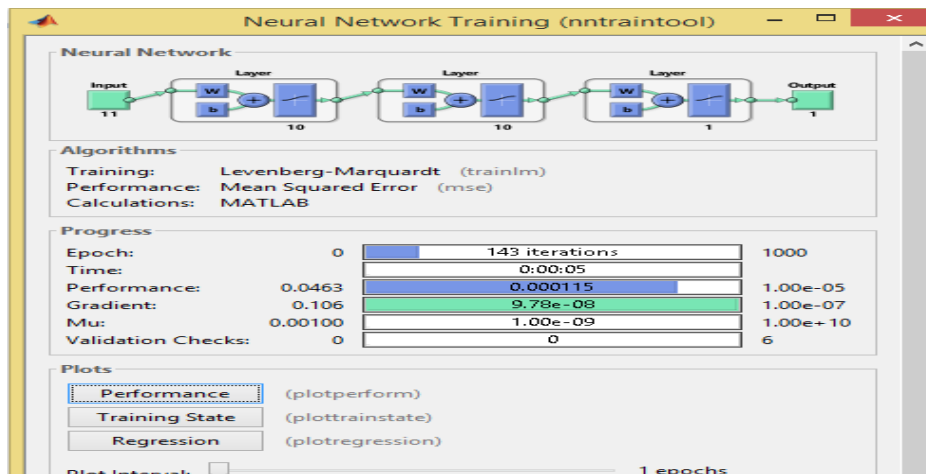 Neural Network Training (nntraintool)
Neural Network
Layer Layer Layer
Input Output
W W W
+ + +
b b b
11 1
10 10 1
Algorithms
Training: Levenberg-Marquardt (trainlm)
Performance: Mean Squared Error (mse)
Calculations: MATLAB
Progress
Epoch: 0 143 iterations 1000
Time: 0:00:05
Performance: 0.0463 0.000115 1.00e-05
Gradient: 0.106 9.78e-08 1.00e-07
Mu: 0.00100 1.00e-09 1.00e+10
Validation Checks: 0 0 6
Plots
Performance (plotperform)
Training State (plottrainstate)
Regression (plotregression)
Plot Interval: 1 epochs